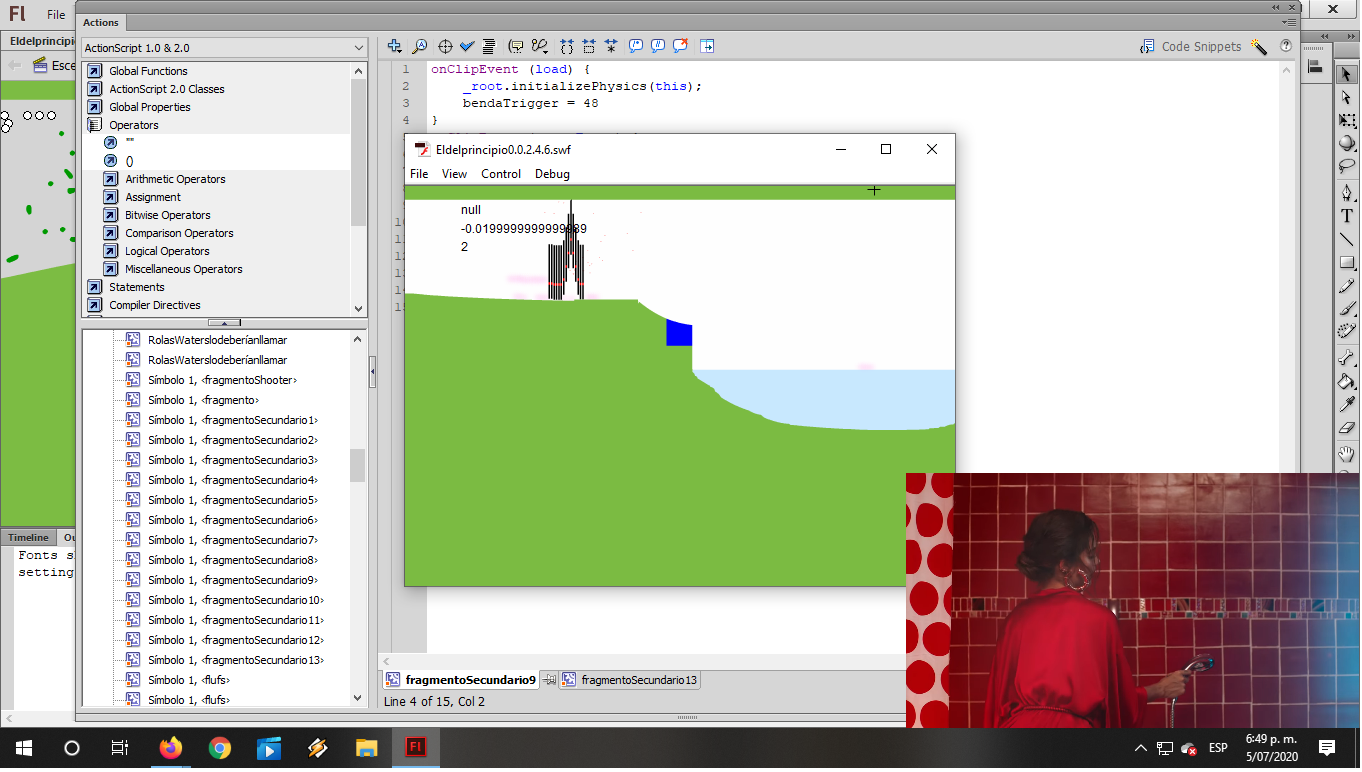 Fl
File
Actions
Eldelprincipio
ActionScript 1.0 & 2.0
Code Snippets
Esce
Global Functions
ActionScript 2.0 Classes
Global Properties
Operators
""
()
Arithmetic Operators
Assignment
Bitwise Operators
Comparison Operators
Logical Operators
Miscellaneous Operators
Statements
Compiler Directives
1 onClipEvent (load) {
2 _root.initializePhysics(this);
3 bendaTrigger = 48
4 }
Eldelprincipio0.0.2.4.6.swf
File View Control Debug
null
-0.0199999999999989
2
RolasWaterslodeberíanllamar
RolasWaterslodeberíanllamar
Símbolo 1, <fragmentoShooter>
Símbolo 1, <fragmento>
Símbolo 1, <fragmentoSecundario1>
Símbolo 1, <fragmentoSecundario2>
Símbolo 1, <fragmentoSecundario3>
Símbolo 1, <fragmentoSecundario4>
Símbolo 1, <fragmentoSecundario5>
Símbolo 1, <fragmentoSecundario6>
Símbolo 1, <fragmentoSecundario7>
Símbolo 1, <fragmentoSecundario8>
Símbolo 1, <fragmentoSecundario9>
Símbolo 1, <fragmentoSecundario10>
Símbolo 1, <fragmentoSecundario11>
Símbolo 1, <fragmentoSecundario12>
Símbolo 1, <fragmentoSecundario13>
Símbolo 1, <flufs>
Símbolo 1, <flufs>
Timeline Ou
Fonts s
setting
fragmentoSecundario9 fragmentoSecundario13
Line 4 of 15, Col 2
Fl
ESP
6:49 p. m.
5/07/2020